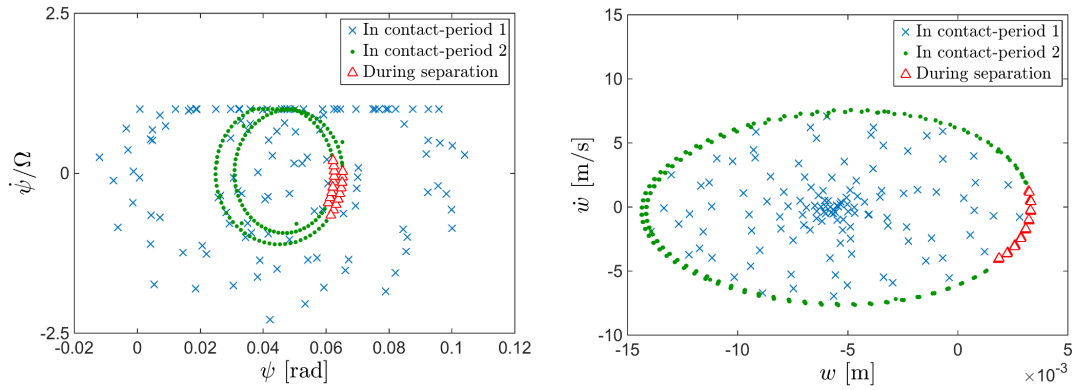 2.5
0
-2.5
ψ̇/Ω
In contact-period 1
In contact-period 2
During separation
-0.02 0 0.02 0.04 0.06 0.08 0.1 0.12
ψ [rad]
15
10
5
0
-5
-10
ẇ [m/s]
In contact-period 1
In contact-period 2
During separation
-15 -10 -5 0 5
×10⁻³
w [m]